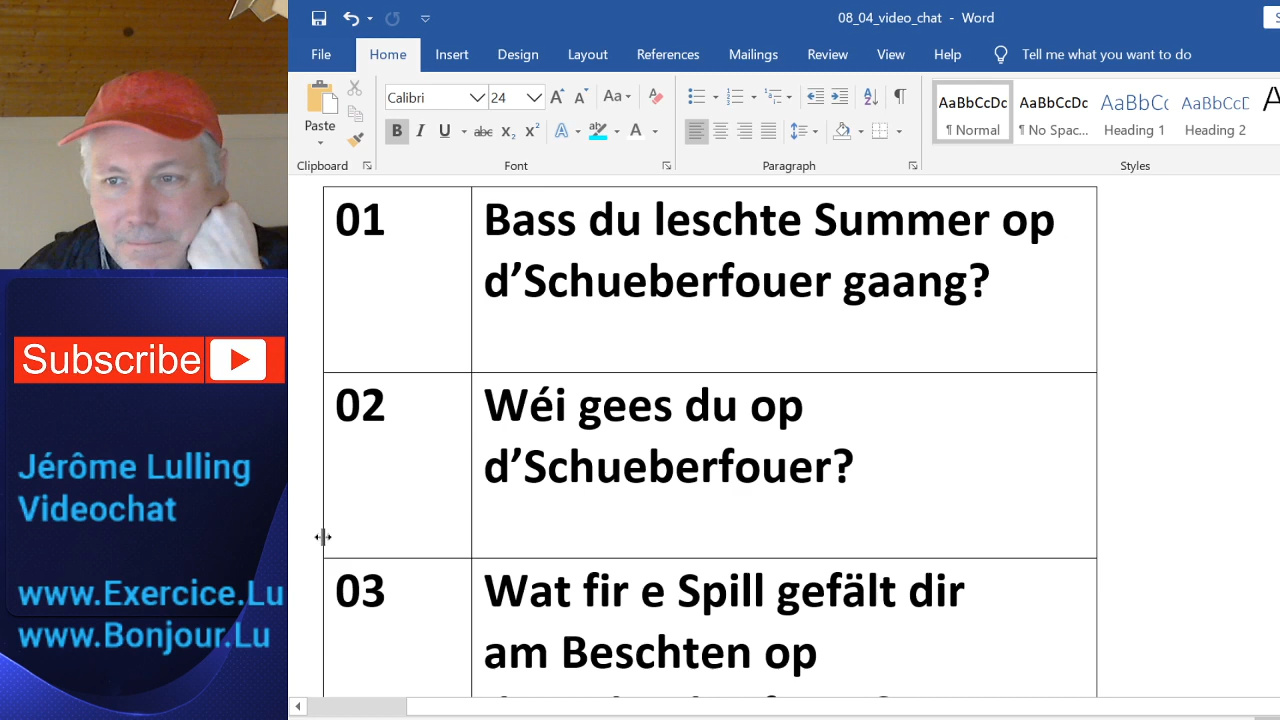 08_04_video_chat - Word
File Home Insert Design Layout References Mailings Review View Help Tell me what you want to do
Paste
Calibri 24
Clipboard Font Paragraph Styles
AaBbCcDc AaBbCcDc AaBbCc AaBbCcD
¶ Normal ¶ No Spac... Heading 1 Heading 2
01 Bass du leschte Summer op
d’Schueberfouer gaang?
02 Wéi gees du op
d’Schueberfouer?
03 Wat fir e Spill gefält dir
am Beschten op
Subscribe
Jérôme Lulling
Videochat
www.Exercice.Lu
www.Bonjour.Lu